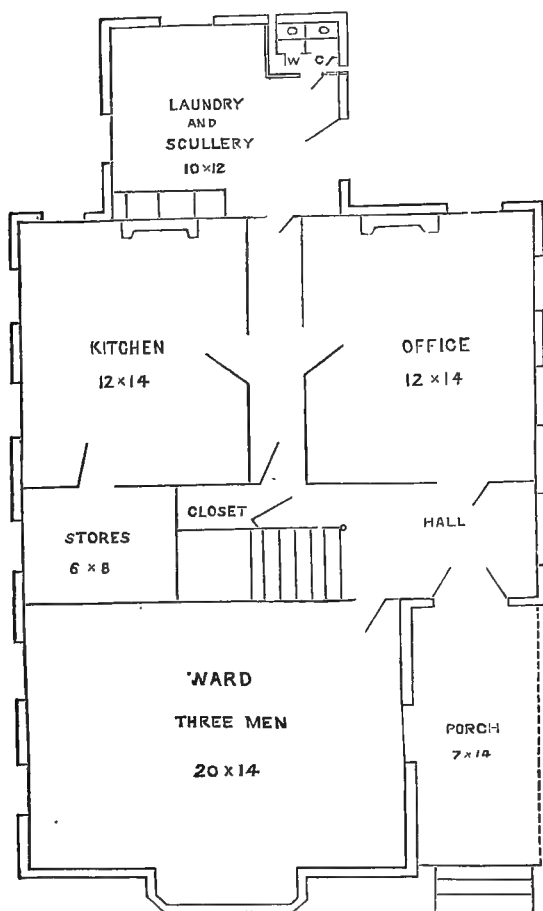 W C
LAUNDRY
AND
SCULLERY
10×12
KITCHEN
12×14
OFFICE
12×14
CLOSET
HALL
STORES
6×8
WARD
THREE MEN
20×14
PORCH
7×14